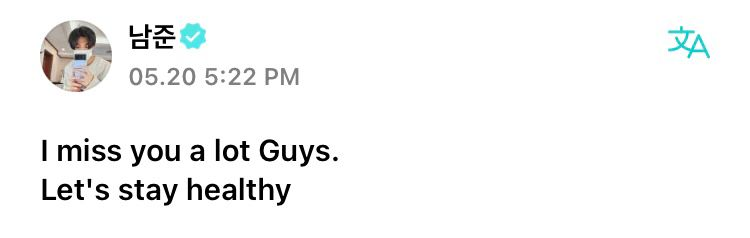 남준
05.20 5:22 PM
I miss you a lot Guys.
Let's stay healthy